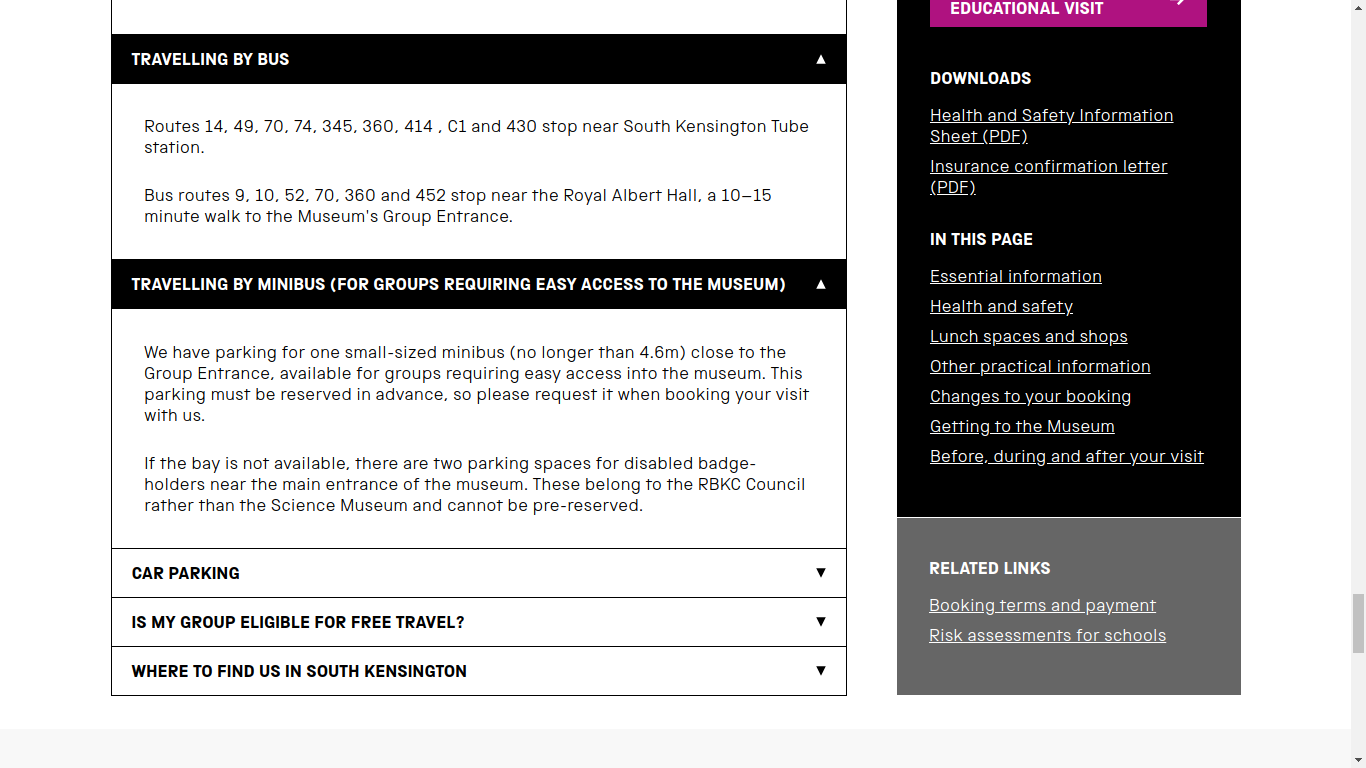 TRAVELLING BY BUS ▲
Routes 14, 49, 70, 74, 345, 360, 414 , C1 and 430 stop near South Kensington Tube
station.
Bus routes 9, 10, 52, 70, 360 and 452 stop near the Royal Albert Hall, a 10–15
minute walk to the Museum's Group Entrance.
TRAVELLING BY MINIBUS (FOR GROUPS REQUIRING EASY ACCESS TO THE MUSEUM) ▲
We have parking for one small-sized minibus (no longer than 4.6m) close to the
Group Entrance, available for groups requiring easy access into the museum. This
parking must be reserved in advance, so please request it when booking your visit
with us.
If the bay is not available, there are two parking spaces for disabled badge-
holders near the main entrance of the museum. These belong to the RBKC Council
rather than the Science Museum and cannot be pre-reserved.
CAR PARKING ▼
IS MY GROUP ELIGIBLE FOR FREE TRAVEL? ▼
WHERE TO FIND US IN SOUTH KENSINGTON ▼
EDUCATIONAL VISIT
DOWNLOADS
Health and Safety Information
Sheet (PDF)
Insurance confirmation letter
(PDF)
IN THIS PAGE
Essential information
Health and safety
Lunch spaces and shops
Other practical information
Changes to your booking
Getting to the Museum
Before, during and after your visit
RELATED LINKS
Booking terms and payment
Risk assessments for schools